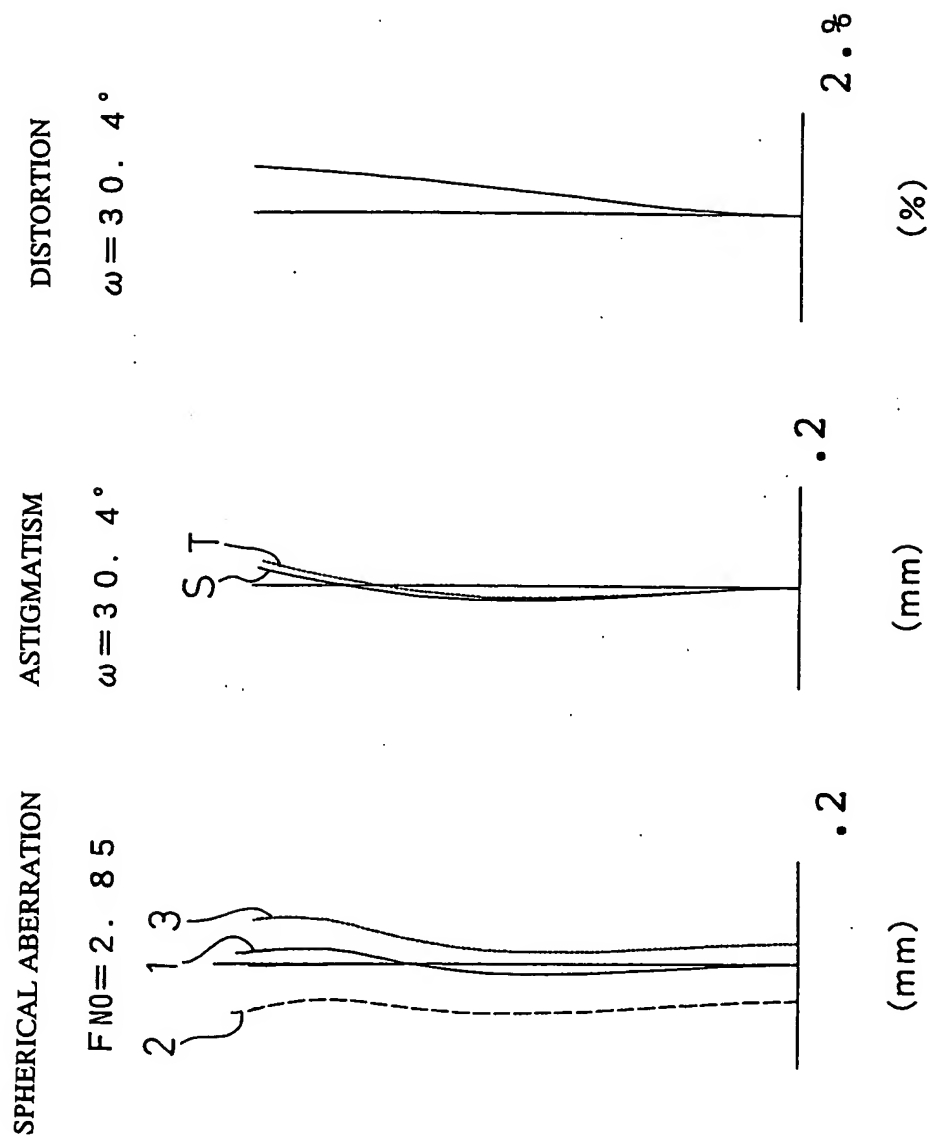 SPHERICAL ABERRATION
FNO=2.85
1
2
3
.2
(mm)
ASTIGMATISM
ω=30.4°
S
T
.2
(mm)
DISTORTION
ω=30.4°
2.%
(%)